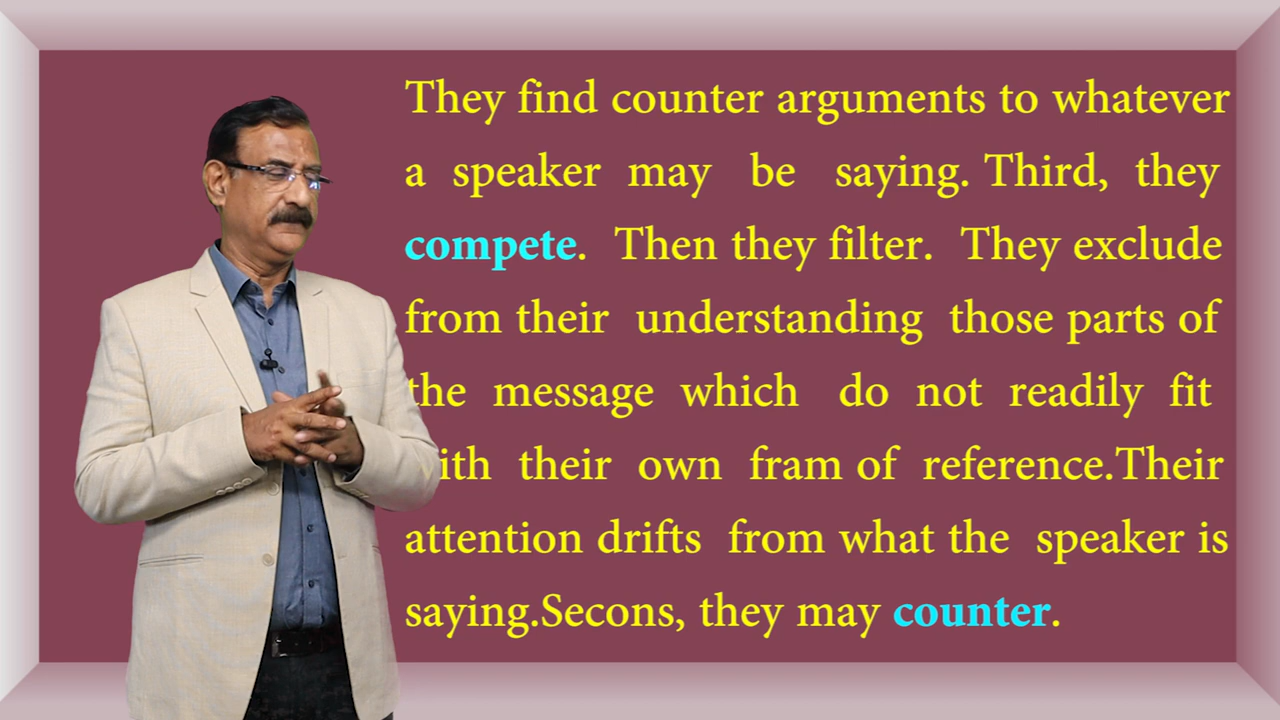 They find counter arguments to whatever
a speaker may be saying. Third, they
compete. Then they filter. They exclude
from their understanding those parts of
the message which do not readily fit
with their own fram of reference.Their
attention drifts from what the speaker is
saying.Secons, they may counter.